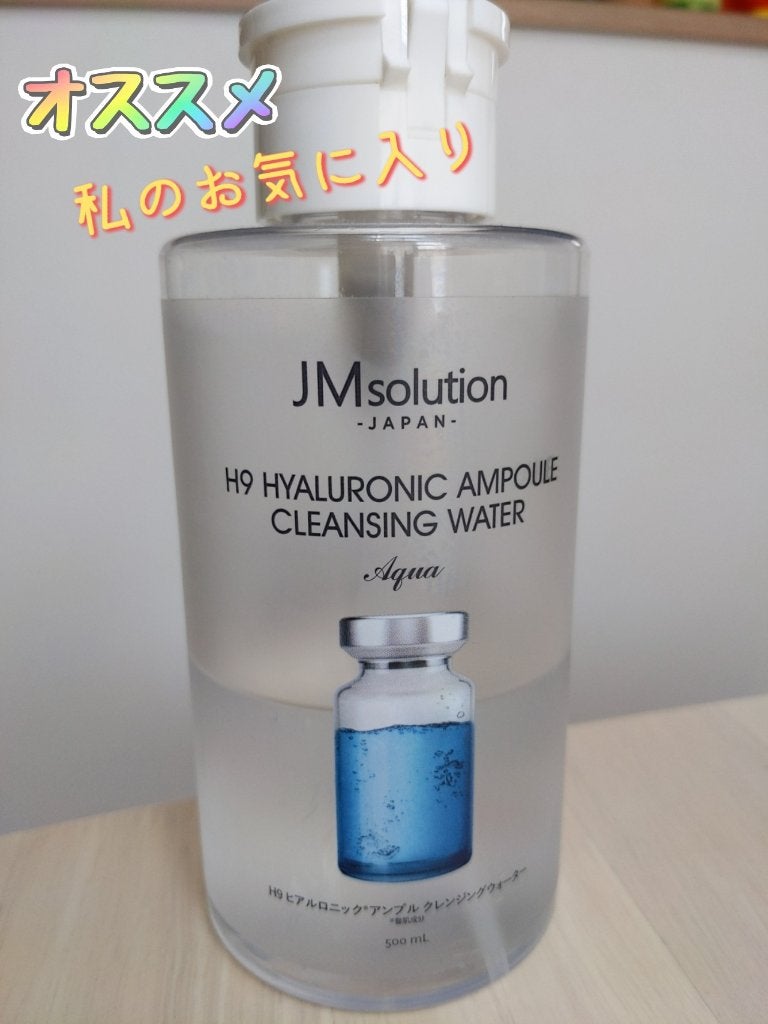 オススメ
私のお気に入り
JMsolution
-JAPAN-
H9 HYALURONIC AMPOULE
CLEANSING WATER
Aqua
H9 ヒアルロニック®アンプル クレンジングウォーター
500 mL